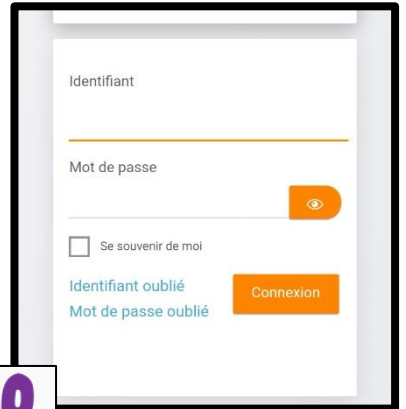 Identifiant
Mot de passe
Se souvenir de moi
Identifiant oublié
Connexion
Mot de passe oublié